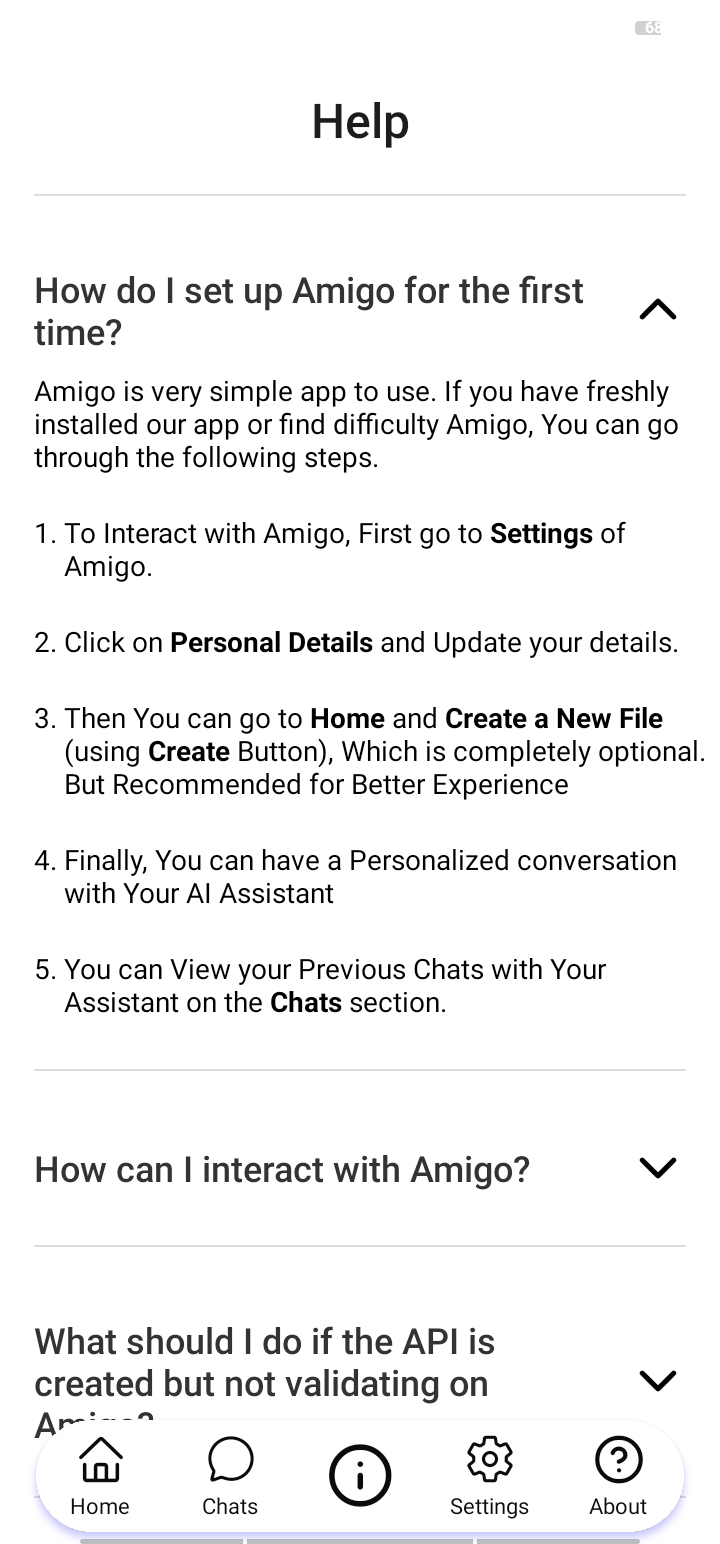 68
Help
How do I set up Amigo for the first
time?
Amigo is very simple app to use. If you have freshly
installed our app or find difficulty Amigo, You can go
through the following steps.
1. To Interact with Amigo, First go to Settings of
Amigo.
2. Click on Personal Details and Update your details.
3. Then You can go to Home and Create a New File
(using Create Button), Which is completely optional.
But Recommended for Better Experience
4. Finally, You can have a Personalized conversation
with Your AI Assistant
5. You can View your Previous Chats with Your
Assistant on the Chats section.
How can I interact with Amigo?
What should I do if the API is
created but not validating on
Amigo?
Home Chats Settings About